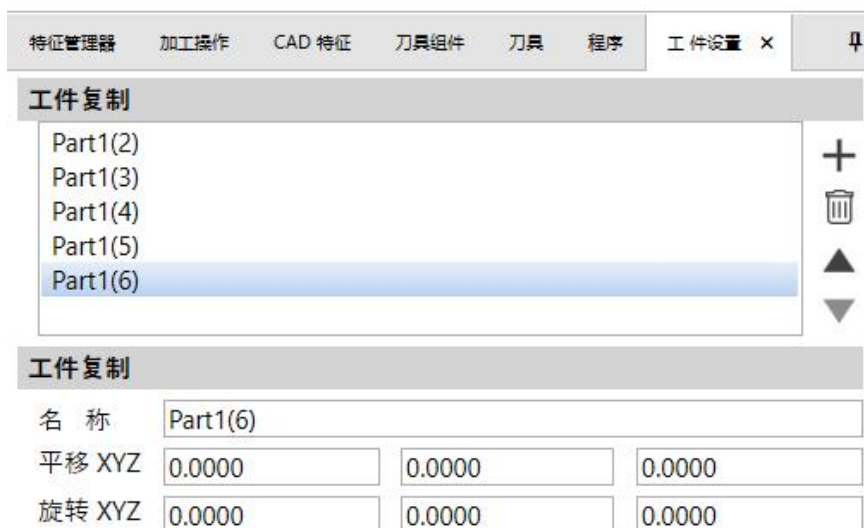 特征管理器 加工操作 CAD 特征 刀具组件 刀具 程序 工件设置 ×
工件复制
Part1(2)
Part1(3)
Part1(4)
Part1(5)
Part1(6)
工件复制
名 称 Part1(6)
平移 XYZ 0.0000 0.0000 0.0000
旋转 XYZ 0.0000 0.0000 0.0000